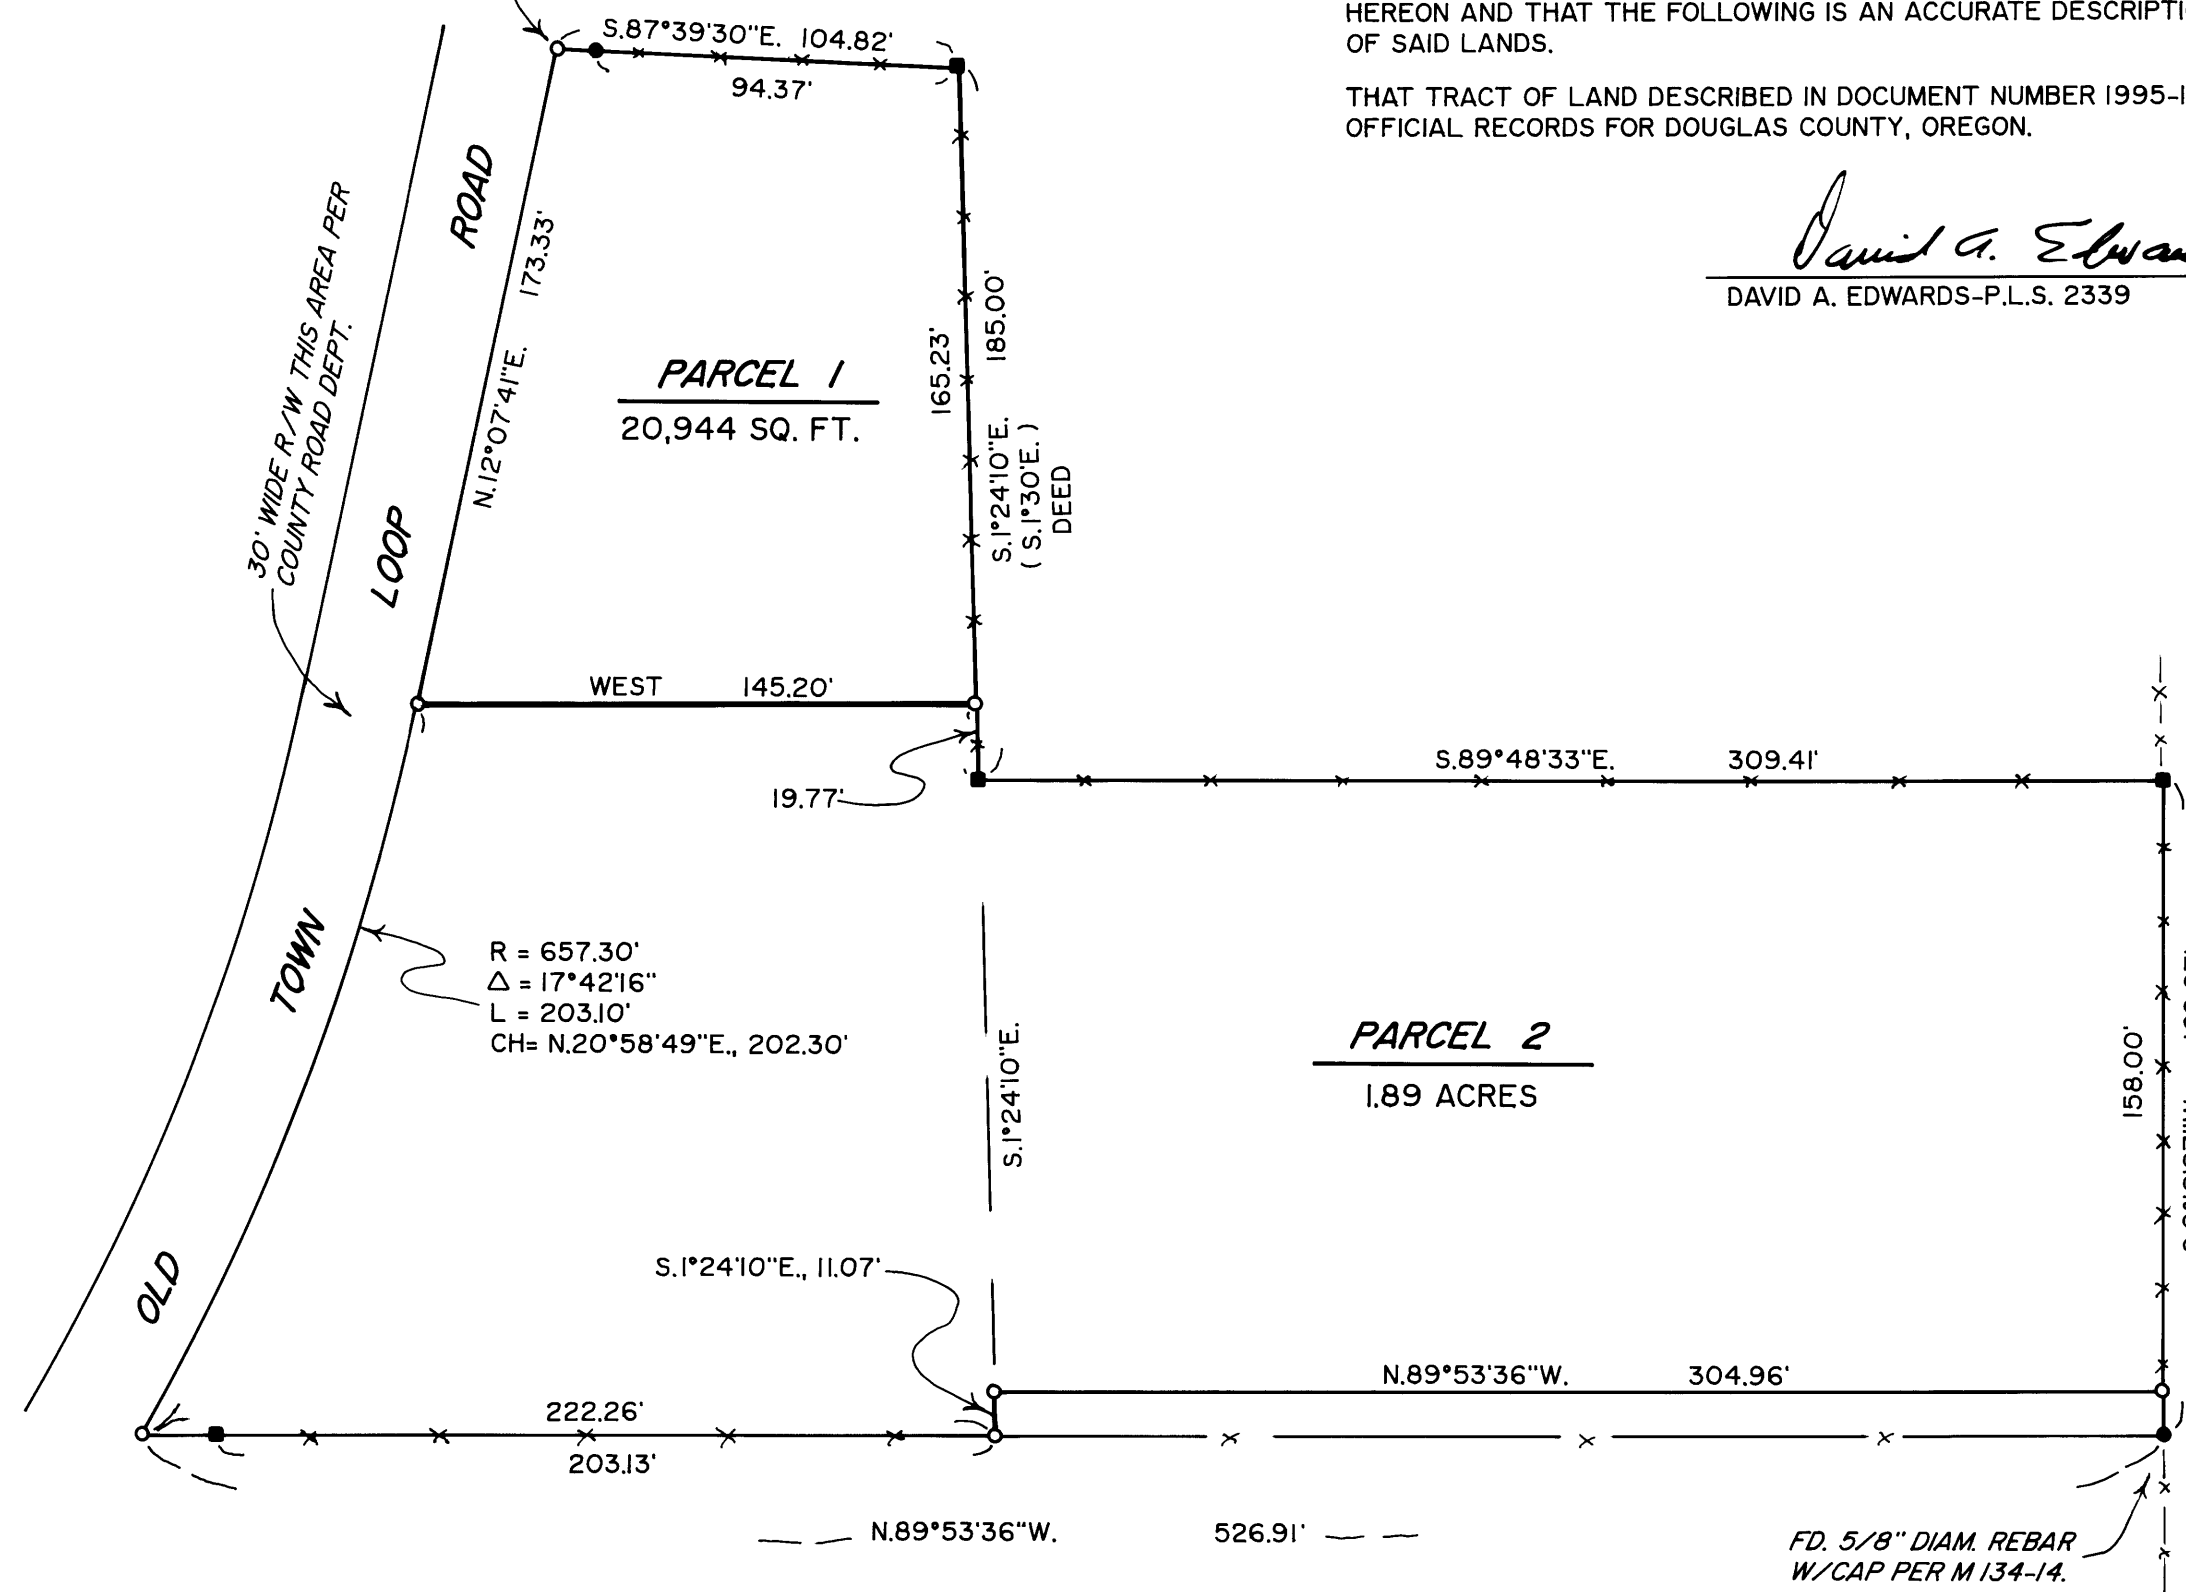 HEREON AND THAT THE FOLLOWING IS AN ACCURATE
OF SAID LANDS.
THAT TRACT OF LAND DESCRIBED IN DOCUMENT NUMBER
OFFICIAL RECORDS FOR DOUGLAS COUNTY, OREGON.
David A.
DAVID A. EDWARDS-P.L.S. 2339
S.87°39'30"E. 104.82'
94.37'
ROAD
LOOP
TOWN
OLD
30' WIDE R/W THIS AREA PER
COUNTY ROAD DEPT.
N.12°07'41"E. 173.33'
PARCEL 1
20,944 SQ. FT.
165.23'
S.1°24'10"E. 185.00'
(S.1°30'E.)
DEED
WEST 145.20'
19.77'
S.89°48'33"E. 309.41'
R = 657.30'
Δ = 17°42'16"
L = 203.10'
CH= N.20°58'49"E., 202.30'
S.1°24'10"E.
PARCEL 2
1.89 ACRES
158.00'
S.1°24'10"E., 11.07'
N.89°53'36"W. 304.96'
222.26'
203.13'
N.89°53'36"W. 526.91'
FD. 5/8" DIAM. REBAR
W/CAP PER M 134-14.